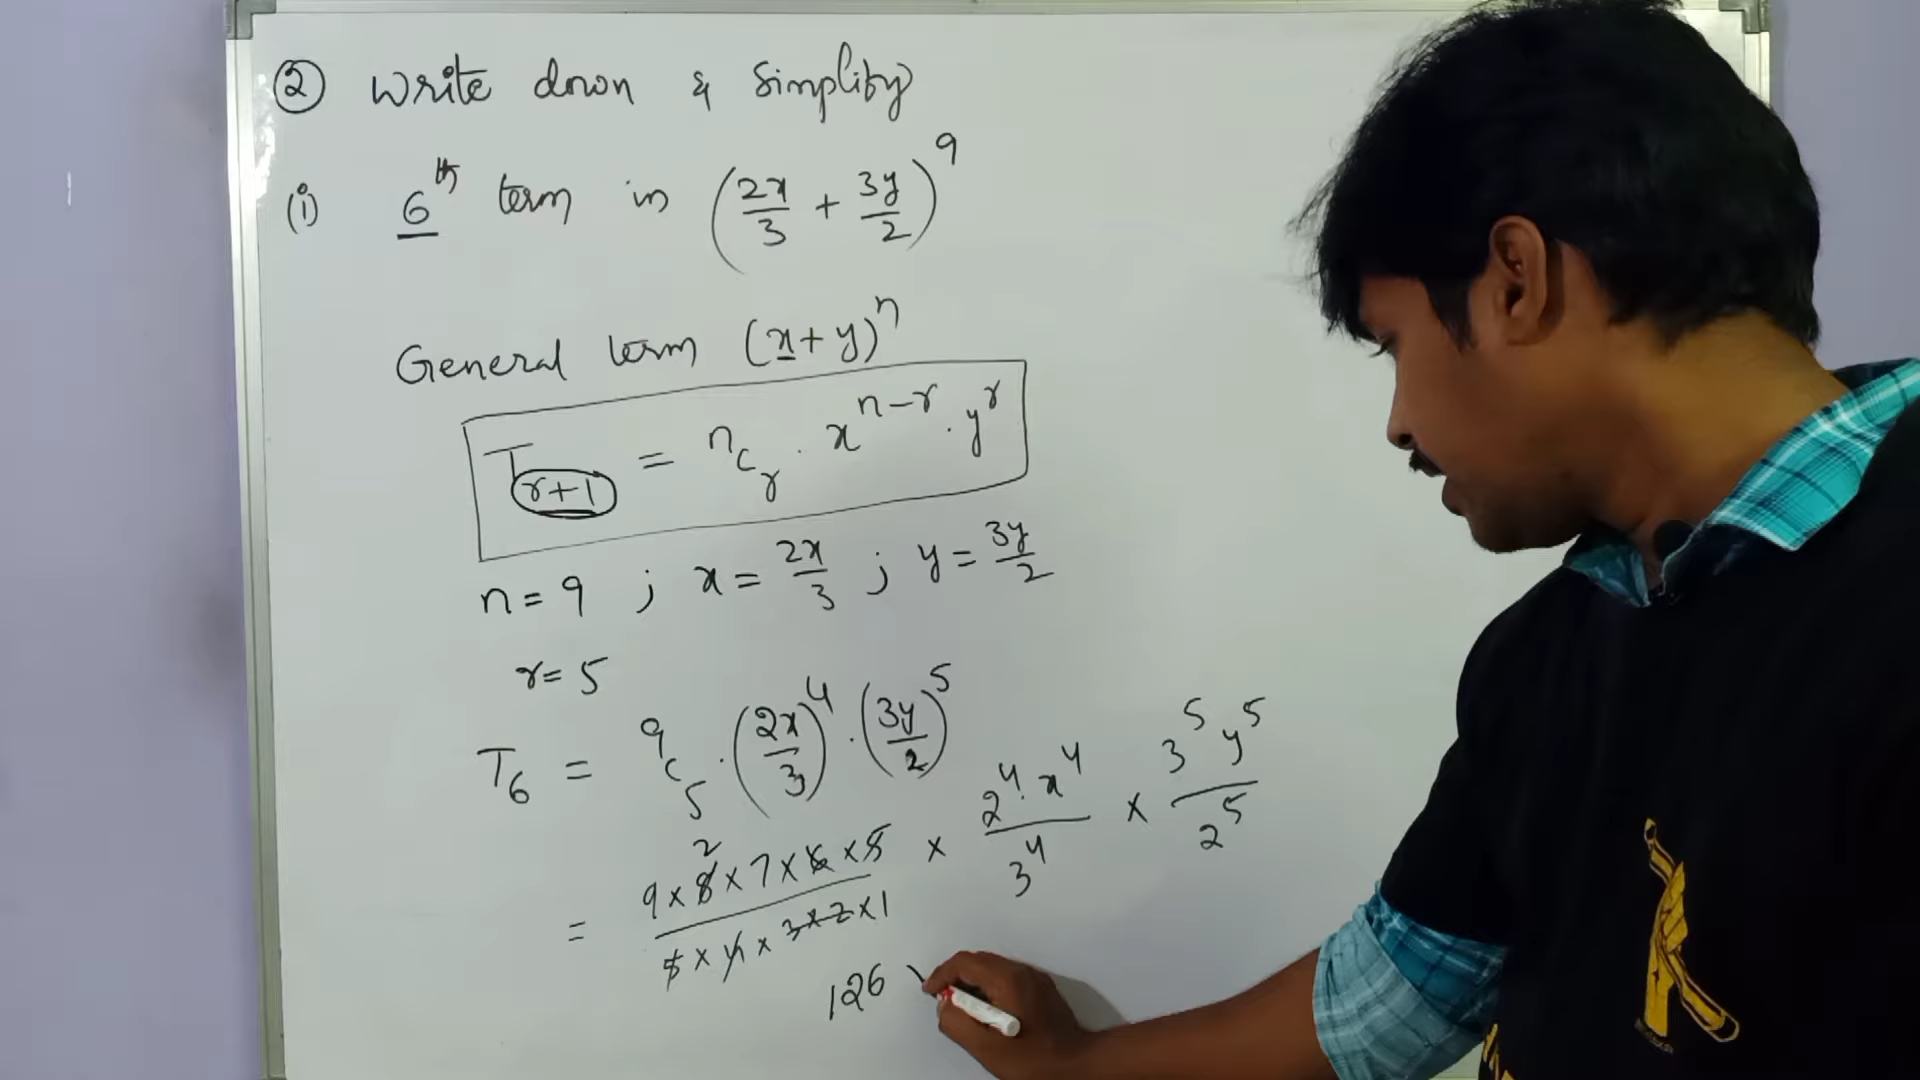 ② Write down & Simplify
(i) 6th term in (2x/3 + 3y/2)^9
General term (x + y)^n
T_{r+1} = nC_r . x^{n-r} . y^r
n = 9 ; x = 2x/3 ; y = 3y/2
r = 5
T_6 = 9C_5 . (2x/3)^4 . (3y/2)^5
2
= (9 × 8 × 7 × 6 × 5)/(5 × 4 × 3 × 2 × 1) × (2^4 . x^4)/3^4 × (3^5 y^5)/2^5
126